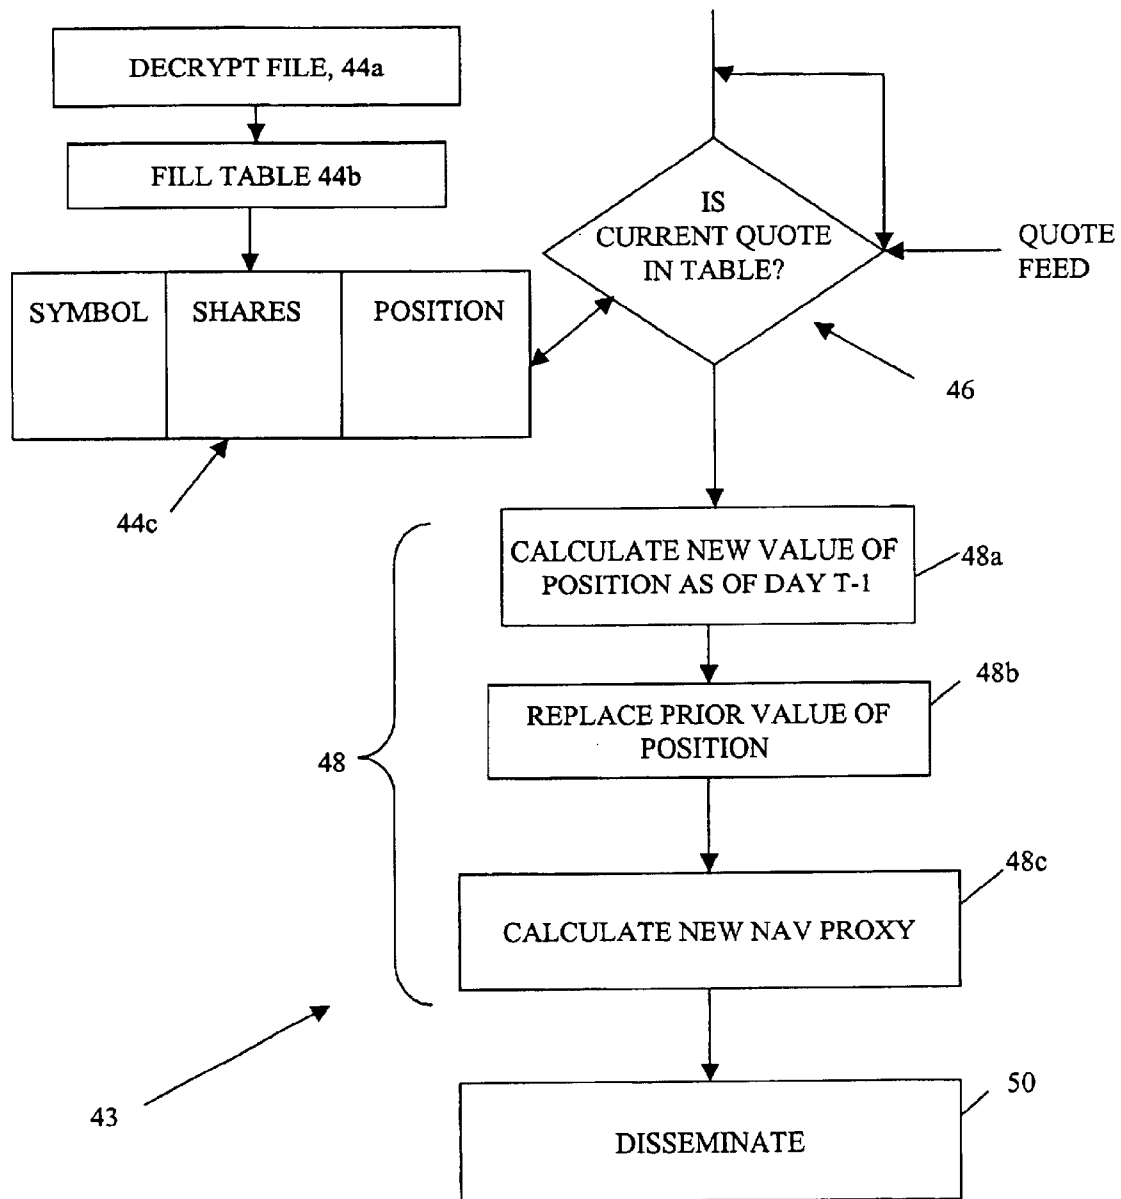 DECRYPT FILE, 44a
FILL TABLE 44b
SYMBOL
SHARES
POSITION
44c
IS
CURRENT QUOTE
IN TABLE?
QUOTE
FEED
46
CALCULATE NEW VALUE OF
POSITION AS OF DAY T-1
48a
REPLACE PRIOR VALUE OF
POSITION
48b
48
CALCULATE NEW NAV PROXY
48c
43
DISSEMINATE
50